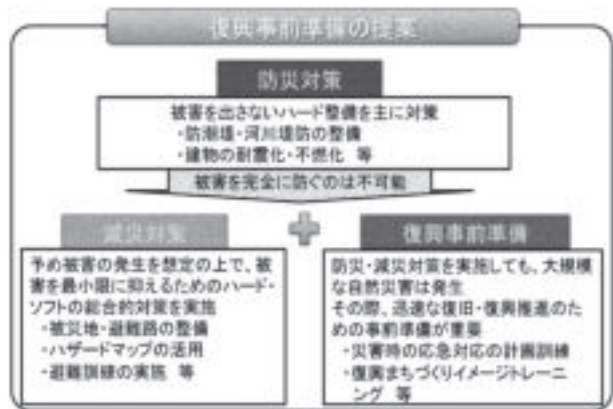 復興事前準備の提案
防災対策
被害を出さないハード整備を主に対策
・防潮堤・河川堤防の整備
・建物の耐震化・不燃化 等
被害を完全に防ぐのは不可能
減災対策
予め被害の発生を想定の上で、被
害を最小限に抑えるためのハード・
ソフトの総合的対策を実施
・被災地・避難路の整備
・ハザードマップの活用
・避難訓練の実施 等
+
復興事前準備
防災・減災対策を実施しても、大規模
な自然災害は発生
その際、迅速な復旧・復興推進のた
めの事前準備が重要
・災害時の応急対応の計画訓練
・復興まちづくりイメージトレーニ
ング 等